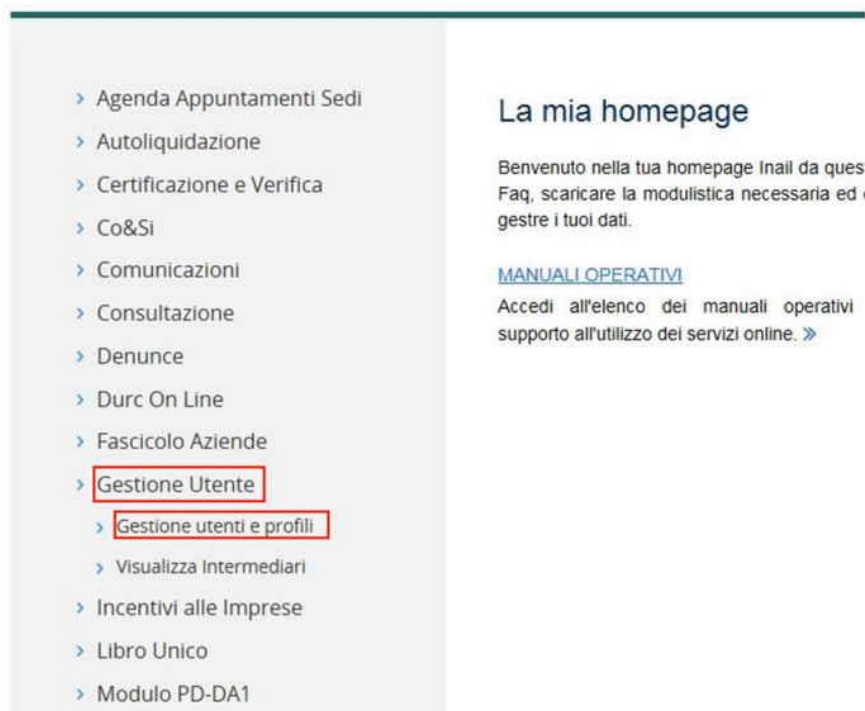 Agenda Appuntamenti Sedi
Autoliquidazione
Certificazione e Verifica
Co&Si
Comunicazioni
Consultazione
Denunce
Durc On Line
Fascicolo Aziende
Gestione Utente
Gestione utenti e profili
Visualizza Intermediari
Incentivi alle Imprese
Libro Unico
Modulo PD-DA1
La mia homepage
Benvenuto nella tua homepage Inail da ques
Faq, scaricare la modulistica necessaria ed
gestre i tuoi dati.
MANUALI OPERATIVI
Accedi all'elenco dei manuali operativi
supporto all'utilizzo dei servizi online. »